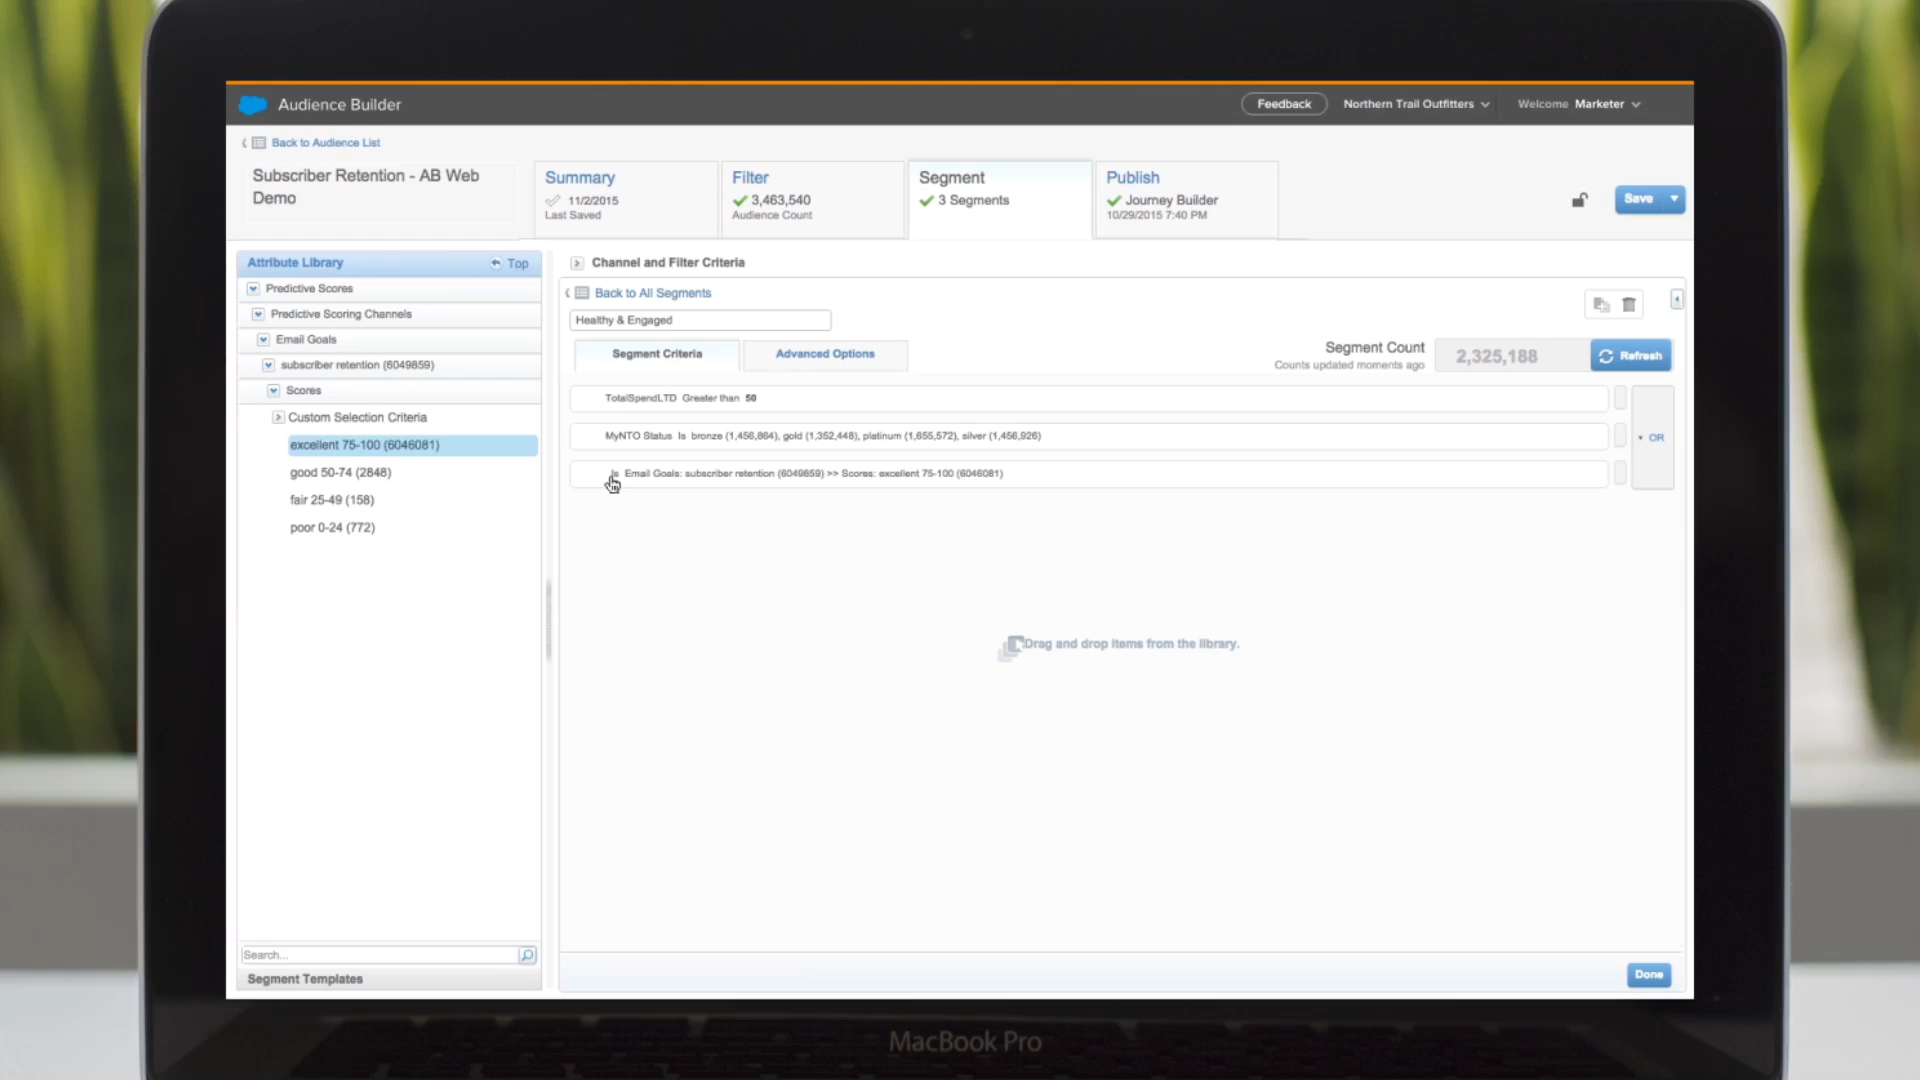 Audience Builder
Feedback
Northern Trail Outfitters
Welcome Marketer
Back to Audience List
Subscriber Retention - AB Web
Demo
Summary
11/2/2015
Last Saved
Filter
3,463,540
Audience Count
Segment
3 Segments
Publish
Journey Builder
10/29/2015 7:40 PM
Save
Attribute Library
Top
Predictive Scores
Predictive Scoring Channels
Email Goals
subscriber retention (6049859)
Scores
Custom Selection Criteria
excellent 75-100 (6046081)
good 50-74 (2848)
fair 25-49 (158)
poor 0-24 (772)
Search...
Segment Templates
Channel and Filter Criteria
Back to All Segments
Healthy & Engaged
Segment Criteria
Advanced Options
Segment Count
Counts updated moments ago
2,325,188
Refresh
TotalSpendLTD Greater than 50
MyNTO Status Is bronze (1,456,864), gold (1,352,448), platinum (1,655,572), silver (1,456,926)
Is Email Goals: subscriber retention (6049859) >> Scores: excellent 75-100 (6046081)
OR
Drag and drop items from the library.
Done
MacBook Pro